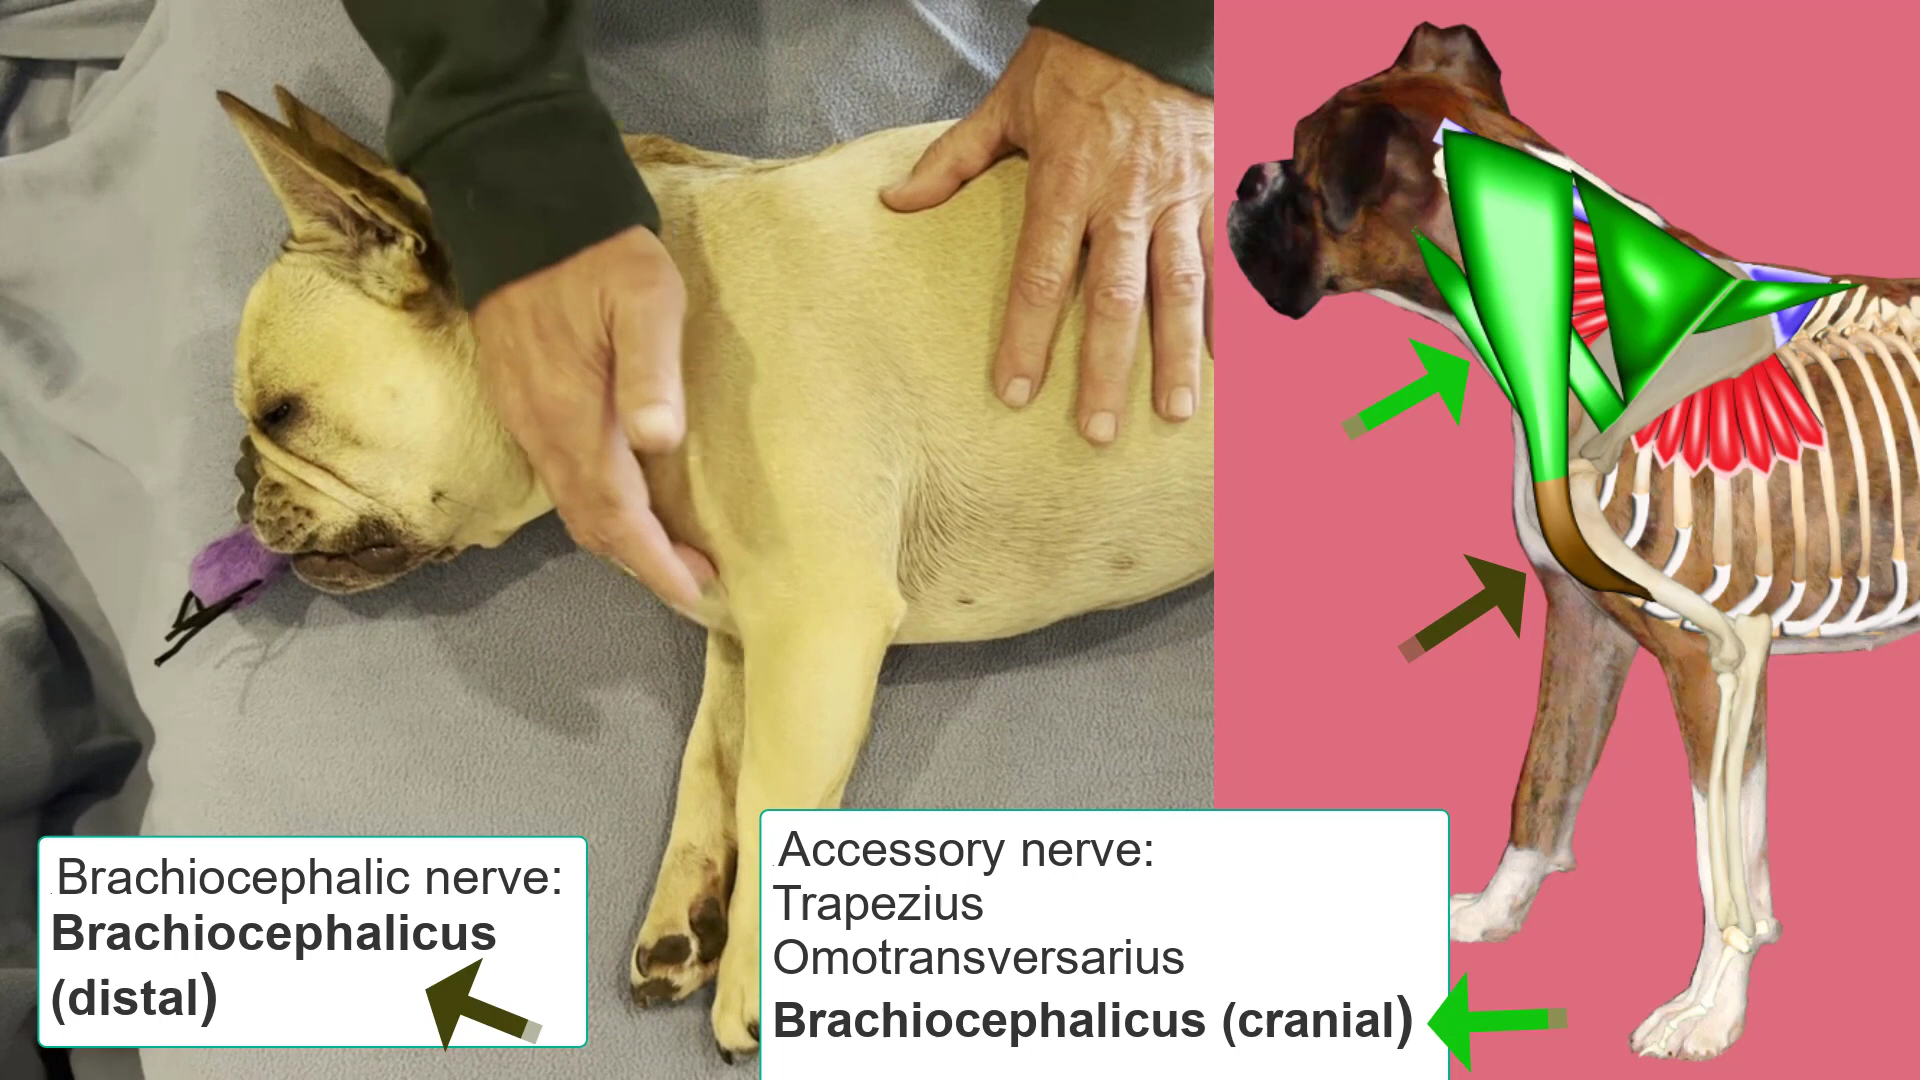 Brachiocephalic nerve:
Brachiocephalicus
(distal)
Accessory nerve:
Trapezius
Omotransversarius
Brachiocephalicus (cranial)